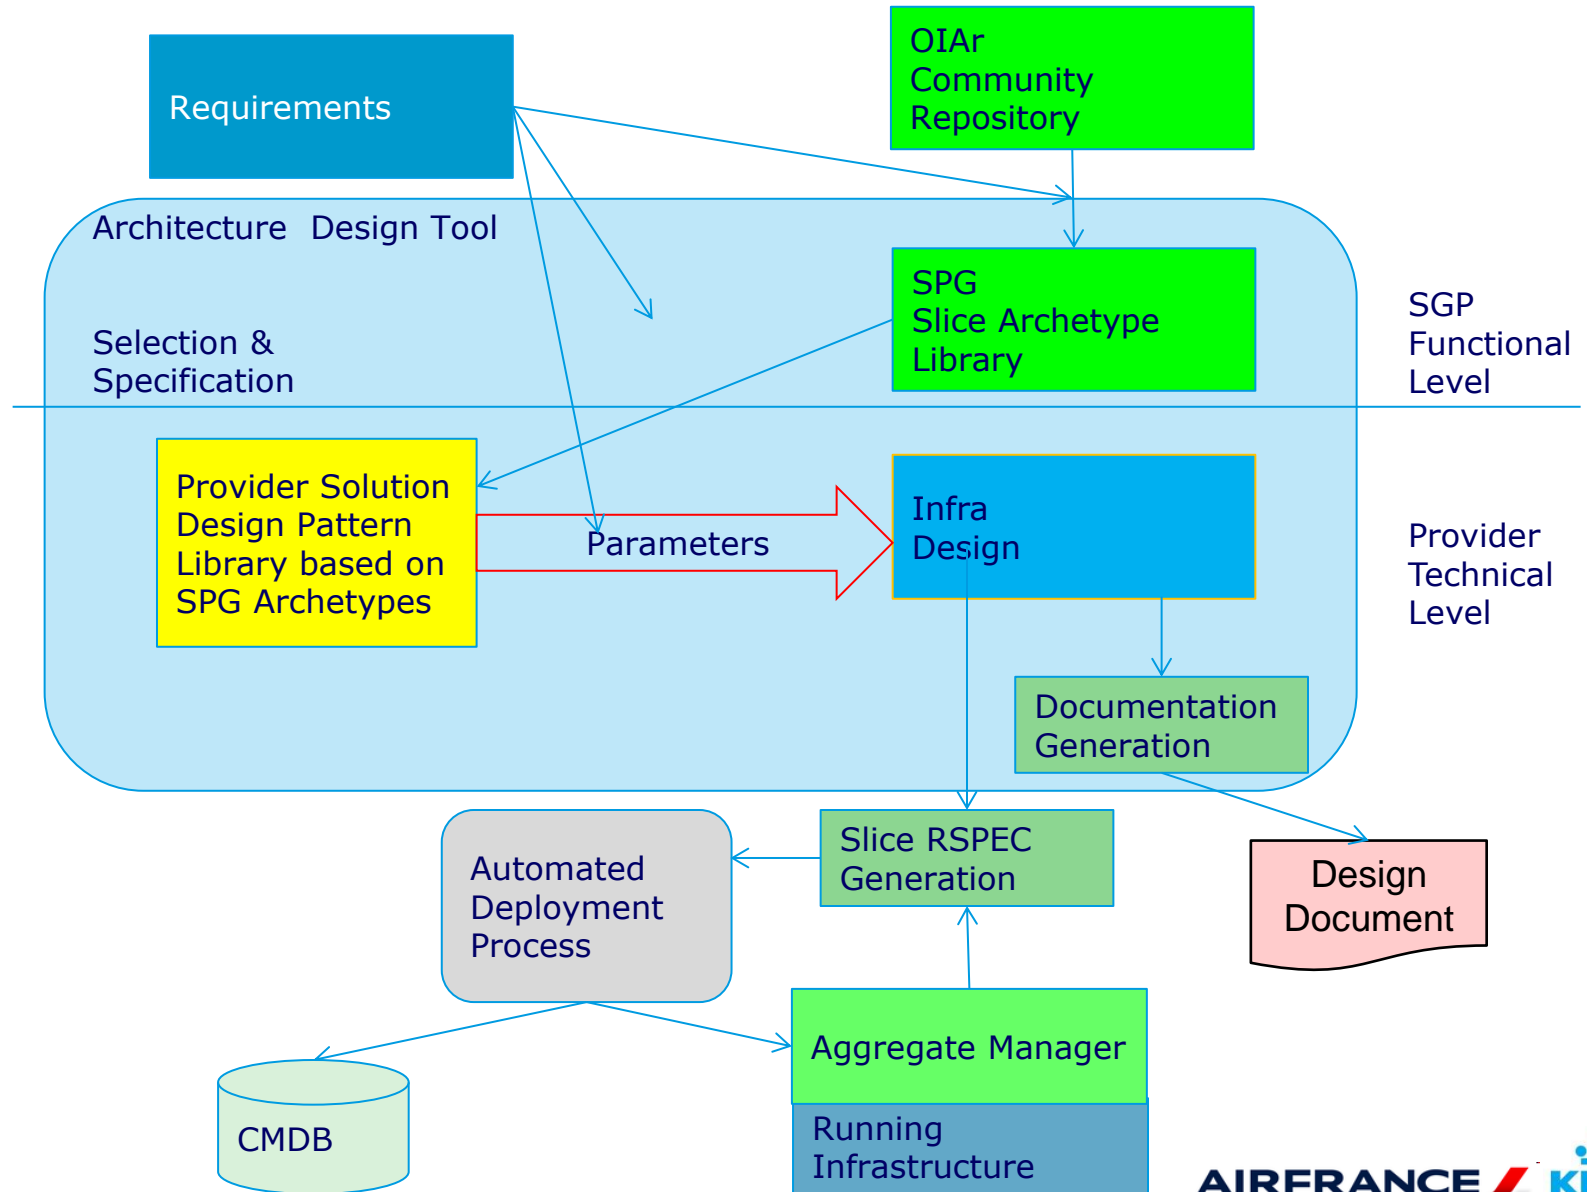 Requirements
OIAr
Community
Repository
Architecture Design Tool
SPG
Slice Archetype
Library
SGP
Functional
Level
Selection &
Specification
Provider Solution
Design Pattern
Library based on
SPG Archetypes
Parameters
Infra
Design
Provider
Technical
Level
Documentation
Generation
Slice RSPEC
Generation
Automated
Deployment
Process
Design
Document
Aggregate Manager
CMDB
Running
Infrastructure
AIRFRANCE